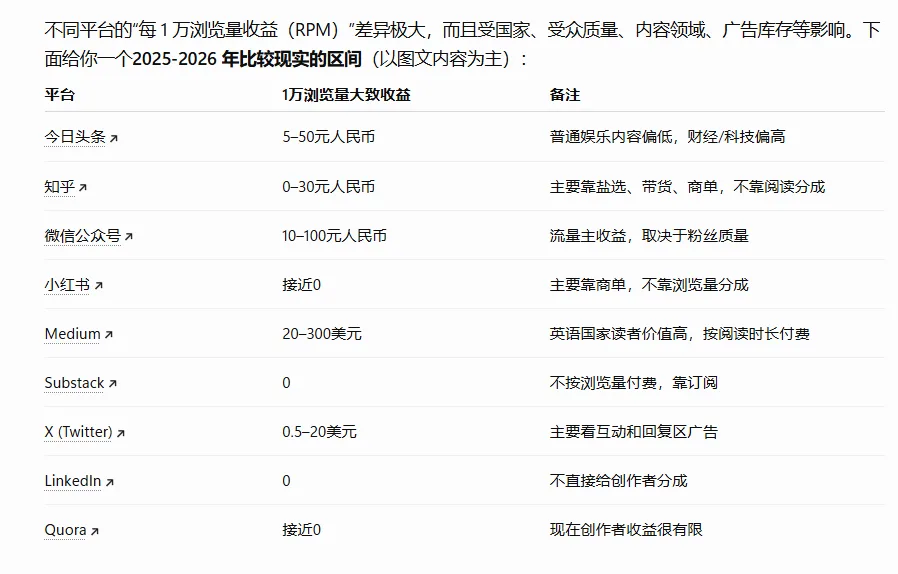 不同平台的“每 1 万浏览量收益（RPM）”差异极大，而且受国家、受众质量、内容领域、广告库存等影响。下
面给你一个2025-2026 年比较现实的区间（以图文内容为主）：
平台 1万浏览量大致收益 备注
今日头条↗ 5–50元人民币 普通娱乐内容偏低，财经/科技偏高
知乎↗ 0–30元人民币 主要靠盐选、带货、商单，不靠阅读分成
微信公众号↗ 10–100元人民币 流量主收益，取决于粉丝质量
小红书↗ 接近0 主要靠商单，不靠浏览量分成
Medium↗ 20–300美元 英语国家读者价值高，按阅读时长付费
Substack↗ 0 不按浏览量付费，靠订阅
X (Twitter)↗ 0.5–20美元 主要看互动和回复区广告
LinkedIn↗ 0 不直接给创作者分成
Quora↗ 接近0 现在创作者收益很有限